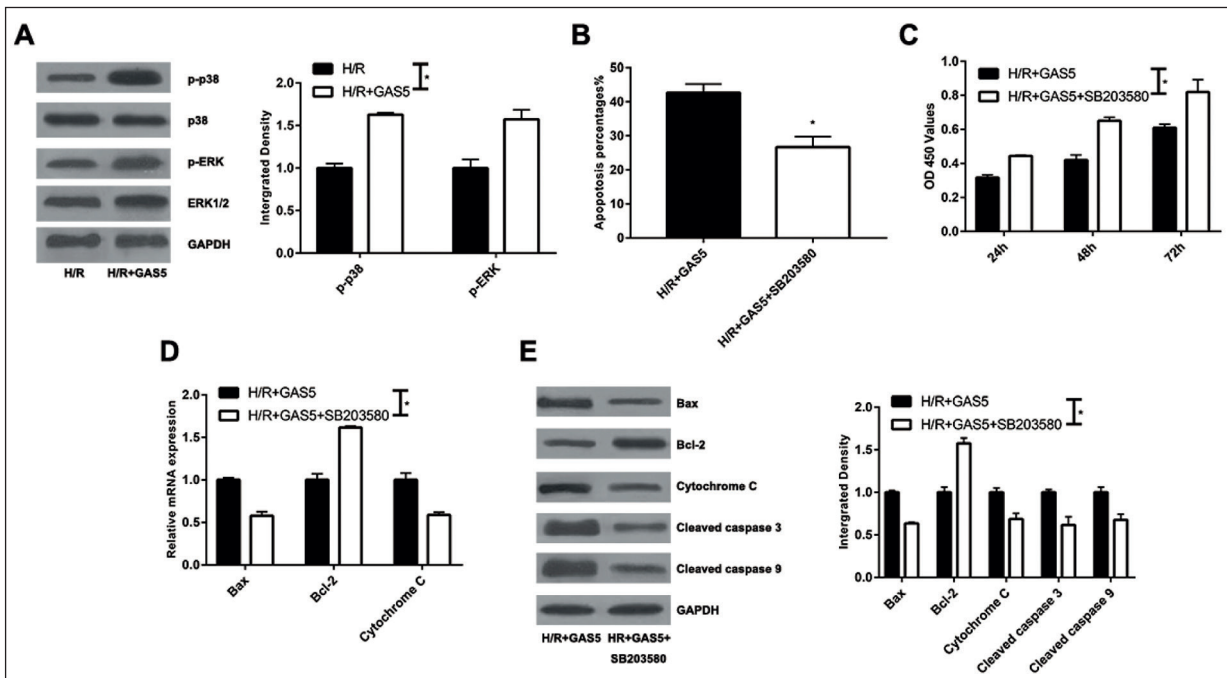 A
p-p38
p38
p-ERK
ERK1/2
GAPDH
H/R H/R+GAS5
Intergrated Density
2.0
1.5
1.0
0.5
0.0
H/R
H/R+GAS5
*
p-p38
p-ERK
B
Apopotosis percentages%
50
40
30
20
10
0
*
H/R+GAS5
H/R+GAS5+SB203580
C
OD 450 Values
1.0
0.8
0.6
0.4
0.2
0.0
H/R+GAS5
H/R+GAS5+SB203580
*
24h
48h
72h
D
Relative mRNA expression
2.0
1.5
1.0
0.5
0.0
H/R+GAS5
H/R+GAS5+SB203580
*
Bax
Bcl-2
Cytochrome C
E
Bax
Bcl-2
Cytochrome C
Cleaved caspase 3
Cleaved caspase 9
GAPDH
H/R+GAS5 HR+GAS5+
SB203580
Intergrated Density
2.0
1.5
1.0
0.5
0.0
H/R+GAS5
H/R+GAS5+SB203580
*
Bax
Bcl-2
Cytochrome C
Cleaved caspase 3
Cleaved caspase 9